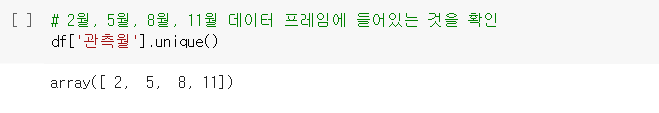 [ ] # 2월, 5월, 8월, 11월 데이터 프레임에 들어있는 것을 확인
df['관측월'].unique()
array([ 2,  5,  8, 11])